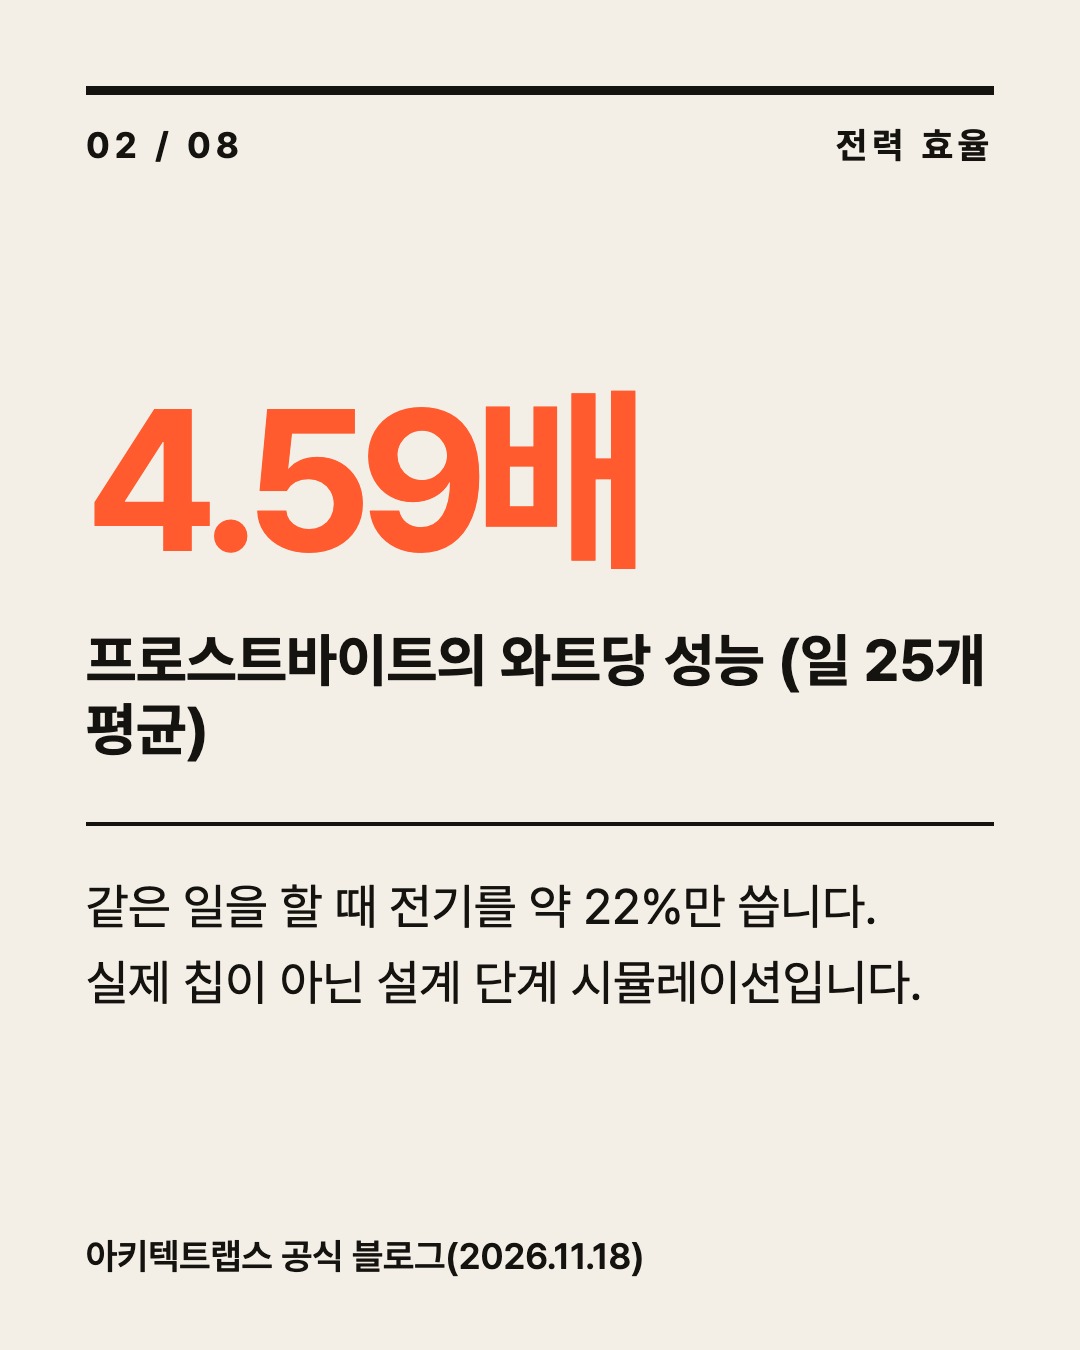 02 / 08
전력 효율
4.59배
프로스트바이트의 와트당 성능 (일 25개
평균)
같은 일을 할 때 전기를 약 22%만 씁니다.
실제 칩이 아닌 설계 단계 시뮬레이션입니다.
아키텍트랩스 공식 블로그(2026.11.18)